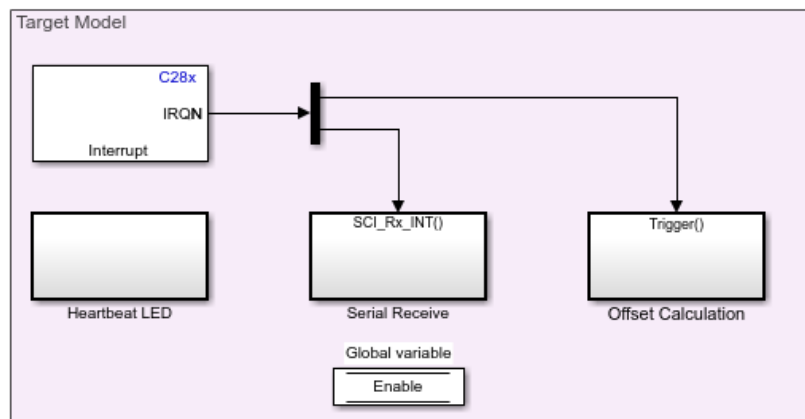 Target Model
C28x
IRQN
Interrupt
SCI_Rx_INT()
Trigger()
Heartbeat LED
Serial Receive
Offset Calculation
Global variable
Enable